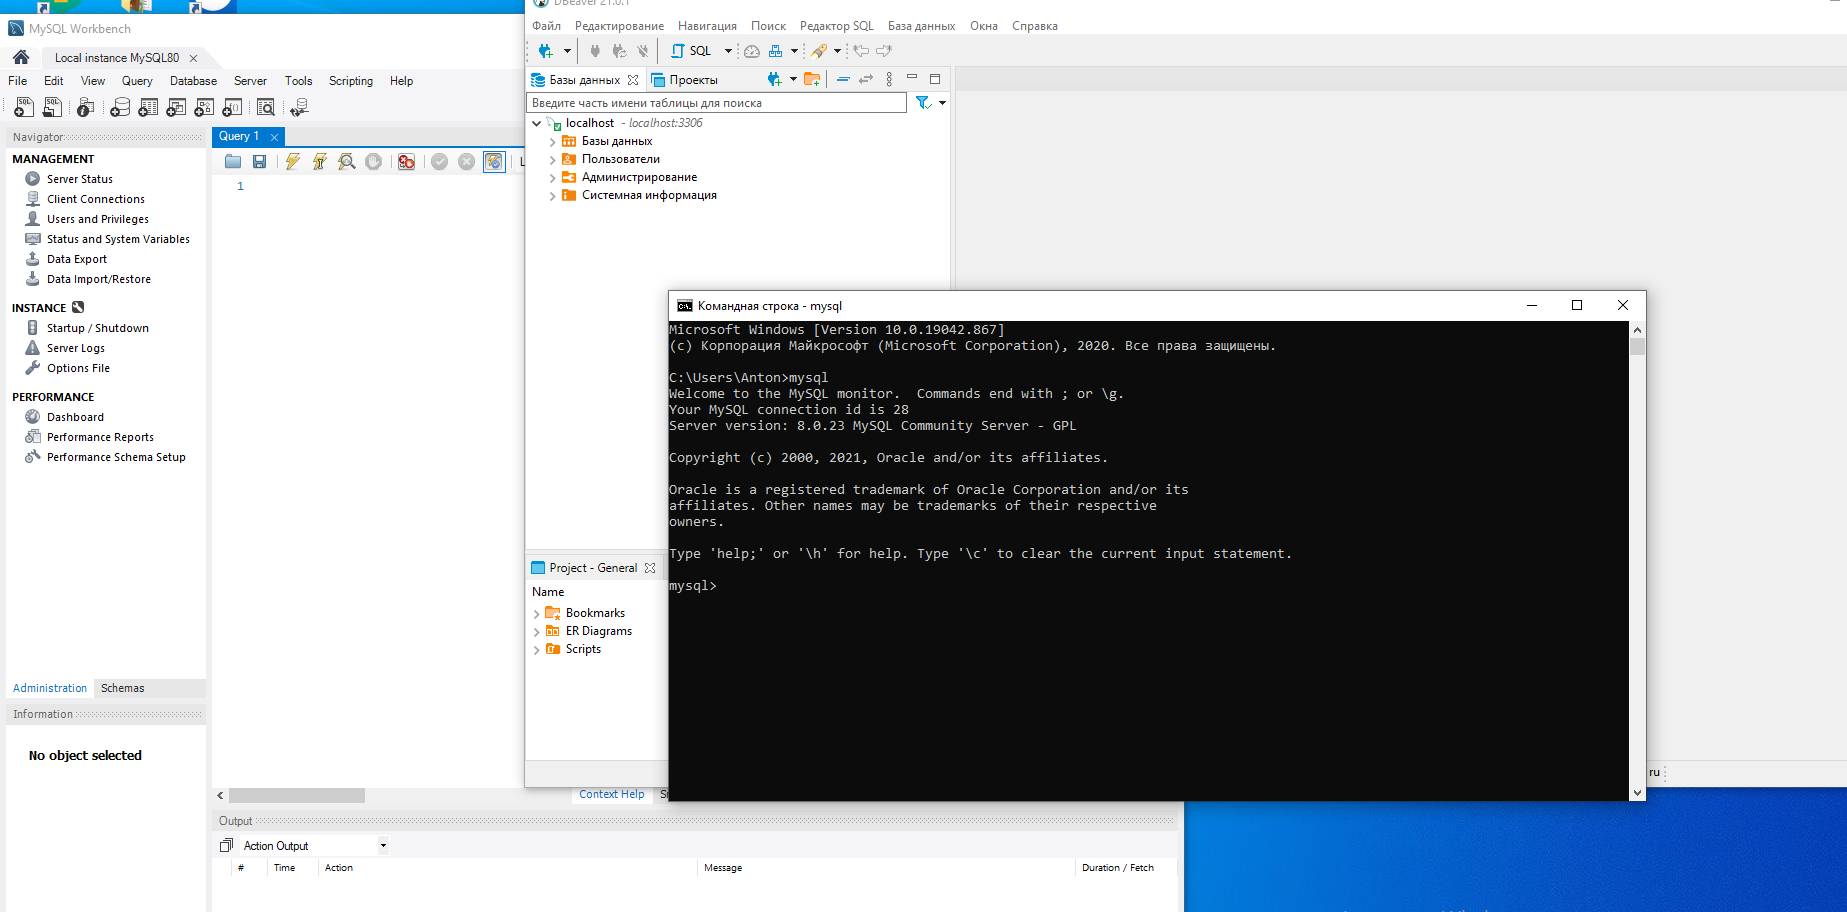 MySQL Workbench
Local instance MySQL80
File Edit View Query Database Server Tools Scripting Help
Navigator
MANAGEMENT
Server Status
Client Connections
Users and Privileges
Status and System Variables
Data Export
Data Import/Restore
INSTANCE
Startup / Shutdown
Server Logs
Options File
PERFORMANCE
Dashboard
Performance Reports
Performance Schema Setup
Administration Schemas
Information
No object selected
Query 1
1
Context Help
Output
Action Output
# Time Action Message Duration / Fetch
DBeaver 21.0.1
Файл Редактирование Навигация Поиск Редактор SQL База данных Окна Справка
SQL
Базы данных Проекты
Введите часть имени таблицы для поиска
localhost - localhost:3306
Базы данных
Пользователи
Администрирование
Системная информация
Project - General
Name
Bookmarks
ER Diagrams
Scripts
ru
Командная строка - mysql
Microsoft Windows [Version 10.0.19042.867]
(c) Корпорация Майкрософт (Microsoft Corporation), 2020. Все права защищены.
C:\Users\Anton>mysql
Welcome to the MySQL monitor.  Commands end with ; or \g.
Your MySQL connection id is 28
Server version: 8.0.23 MySQL Community Server - GPL
Copyright (c) 2000, 2021, Oracle and/or its affiliates.
Oracle is a registered trademark of Oracle Corporation and/or its
affiliates. Other names may be trademarks of their respective
owners.
Type 'help;' or '\h' for help. Type '\c' to clear the current input statement.
mysql>